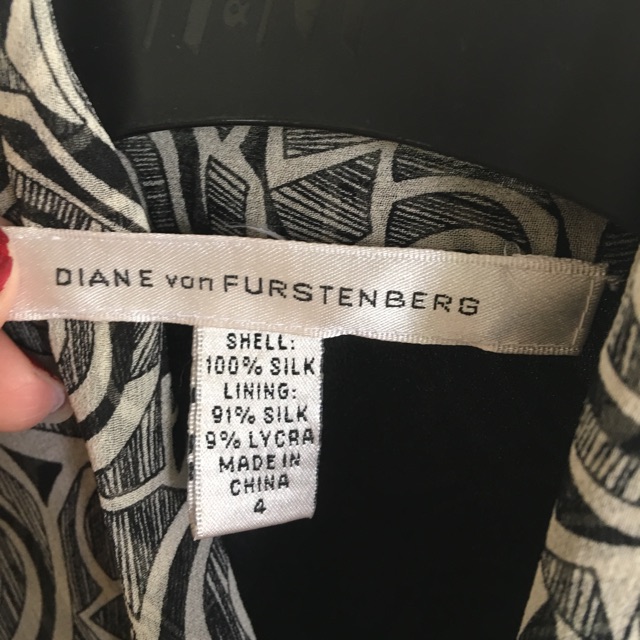 DIANE von FURSTENBERG
SHELL:
100% SILK
LINING:
91% SILK
9% LYCRA
MADE IN
CHINA
4